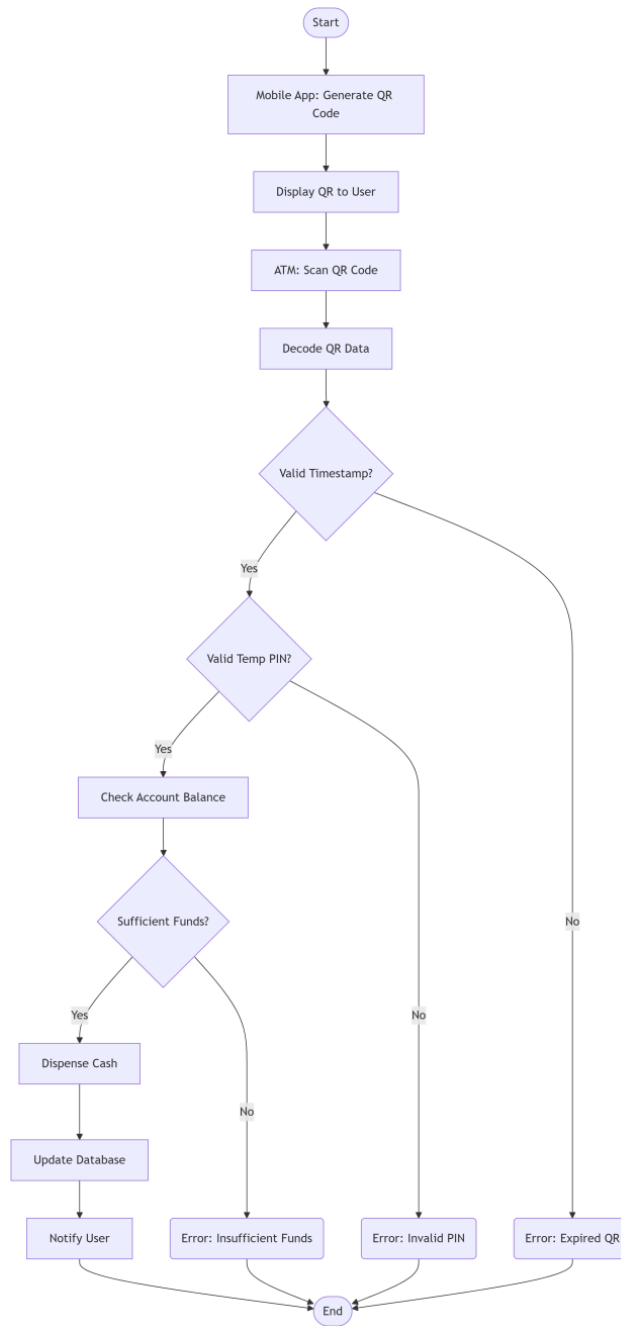 Start
Mobile App: Generate QR
Code
Display QR to User
ATM: Scan QR Code
Decode QR Data
Valid Timestamp?
Yes
Valid Temp PIN?
Yes
Check Account Balance
Sufficient Funds?
No
Yes
No
Dispense Cash
No
Update Database
Notify User
Error: Insufficient Funds
Error: Invalid PIN
Error: Expired QR
End